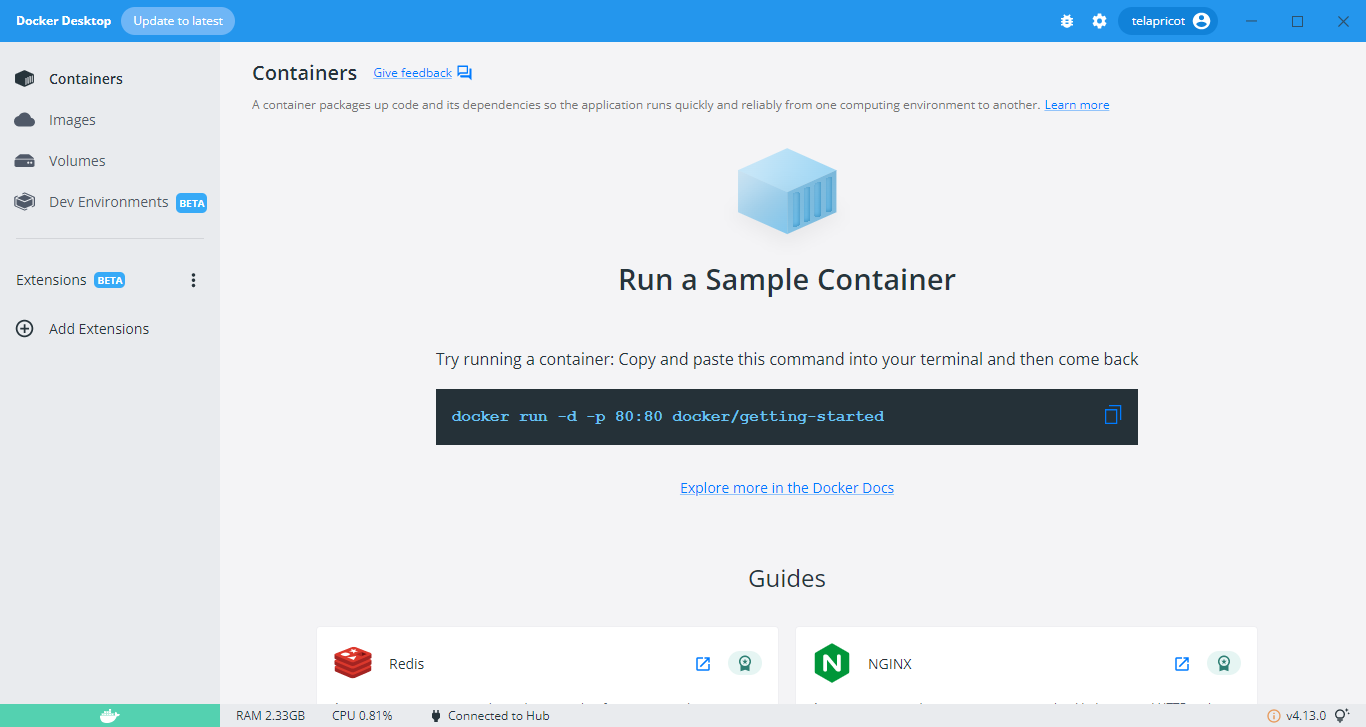 Docker Desktop Update to latest telapricot
Containers
Images
Volumes
Dev Environments BETA
Extensions BETA
Add Extensions
Containers Give feedback
A container packages up code and its dependencies so the application runs quickly and reliably from one computing environment to another. Learn more
Run a Sample Container
Try running a container: Copy and paste this command into your terminal and then come back
docker run -d -p 80:80 docker/getting-started
Explore more in the Docker Docs
Guides
Redis
N NGINX
RAM 2.33GB CPU 0.81% Connected to Hub v4.13.0